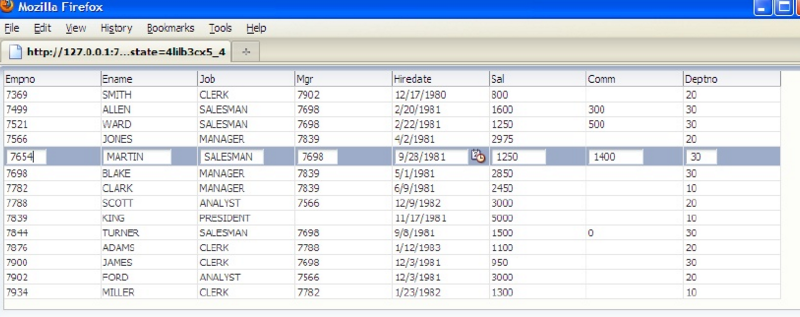 Mozilla Firefox
File Edit View History Bookmarks Tools Help
http://127.0.0.1:7...state=4lilb3cx5_4
Empno Ename Job Mgr Hiredate Sal Comm Deptno
7369 SMITH CLERK 7902 12/17/1980 800 20
7499 ALLEN SALESMAN 7698 2/20/1981 1600 300 30
7521 WARD SALESMAN 7698 2/22/1981 1250 500 30
7566 JONES MANAGER 7839 4/2/1981 2975 20
7654 MARTIN SALESMAN 7698 9/28/1981 1250 1400 30
7698 BLAKE MANAGER 7839 5/1/1981 2850 30
7782 CLARK MANAGER 7839 6/9/1981 2450 10
7788 SCOTT ANALYST 7566 12/9/1982 3000 20
7839 KING PRESIDENT 11/17/1981 5000 10
7844 TURNER SALESMAN 7698 9/8/1981 1500 0 30
7876 ADAMS CLERK 7788 1/12/1983 1100 20
7900 JAMES CLERK 7698 12/3/1981 950 30
7902 FORD ANALYST 7566 12/3/1981 3000 20
7934 MILLER CLERK 7782 1/23/1982 1300 10